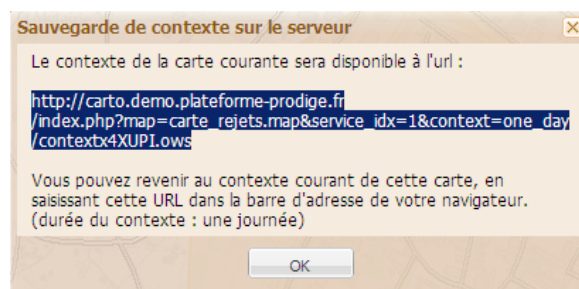 Sauvegarde de contexte sur le serveur
Le contexte de la carte courante sera disponible à l'url :
http://carto.demo.plateforme-prodige.fr
/index.php?map=carte_rejets.map&service_idx=1&context=one_day
/contextx4XUPI.ows
Vous pouvez revenir au contexte courant de cette carte, en
saisissant cette URL dans la barre d'adresse de votre navigateur.
(durée du contexte : une journée)
OK